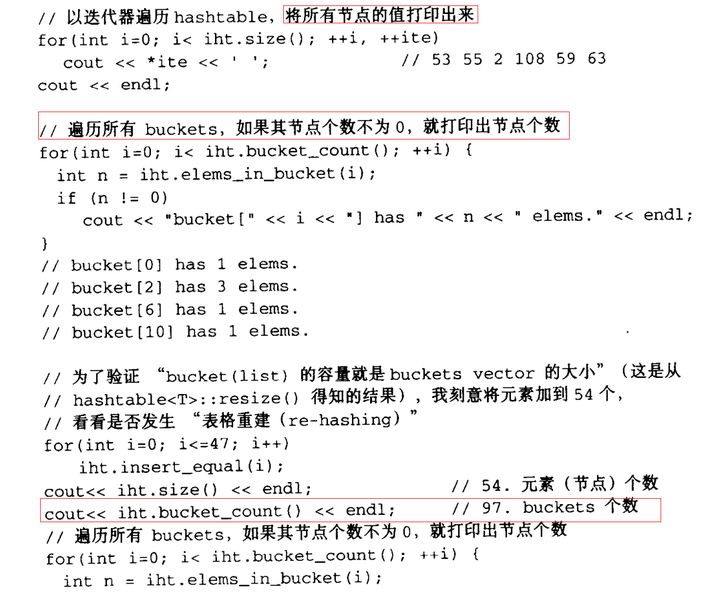 // 以迭代器遍历 hashtable, 将所有节点的值打印出来
for(int i=0; i< iht.size(); ++i, ++ite)
cout << *ite << ' '; // 53 55 2 108 59 63
cout << endl;
// 遍历所有 buckets, 如果其节点个数不为 0, 就打印出节点个数
for(int i=0; i< iht.bucket_count(); ++i) {
int n = iht.elems_in_bucket(i);
if (n != 0)
cout << "bucket[" << i << "] has " << n << " elems." << endl;
}
// bucket[0] has 1 elems.
// bucket[2] has 3 elems.
// bucket[6] has 1 elems.
// bucket[10] has 1 elems.
// 为了验证 “bucket(list) 的容量就是 buckets vector 的大小”（这是从
// hashtable<T>::resize() 得知的结果），我刻意将元素加到 54 个，
// 看看是否发生 “表格重建（re-hashing）”
for(int i=0; i<=47; i++)
iht.insert_equal(i);
cout<< iht.size() << endl; // 54. 元素（节点）个数
cout<< iht.bucket_count() << endl; // 97. buckets 个数
// 遍历所有 buckets, 如果其节点个数不为 0, 就打印出节点个数
for(int i=0; i< iht.bucket_count(); ++i) {
int n = iht.elems_in_bucket(i);